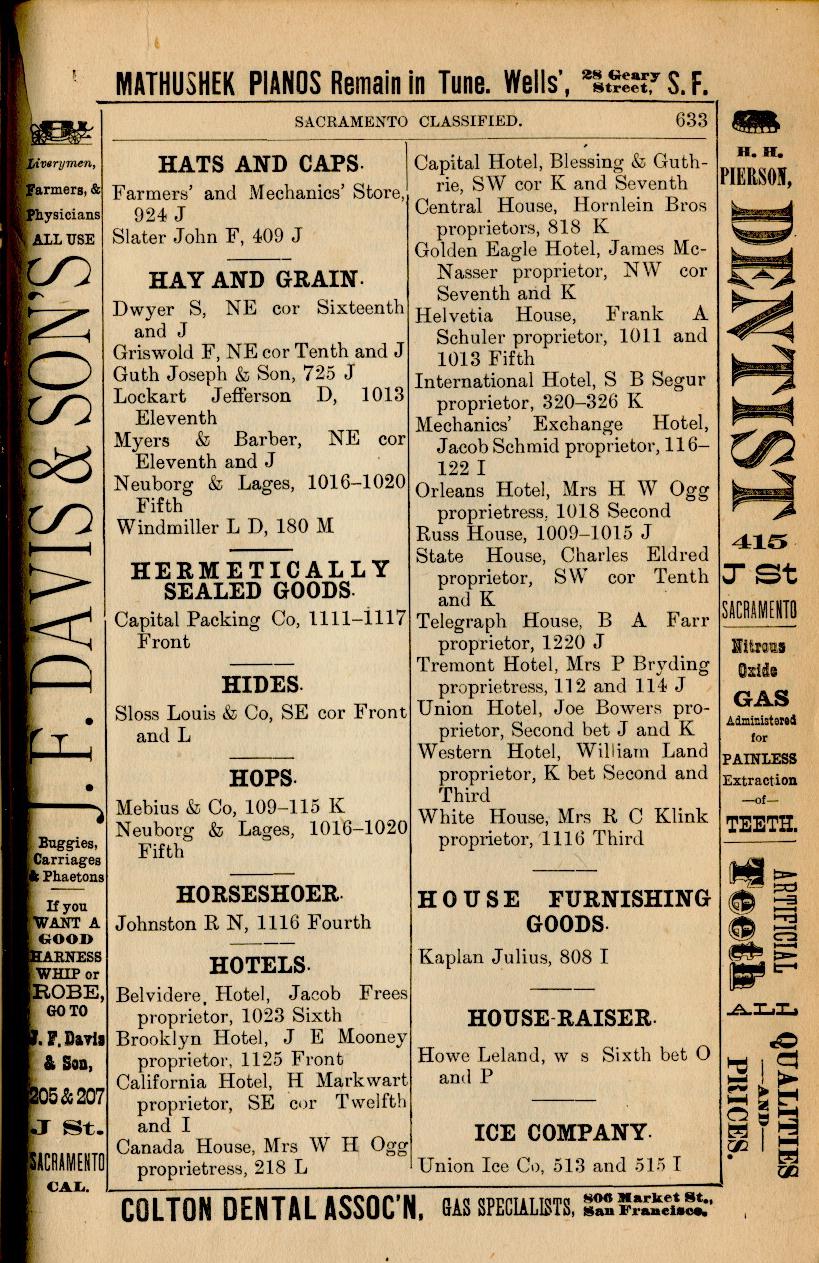 MATHUSHEK PIANOS Remain in Tune. Wells', 28 Geary Street, S. F.
SACRAMENTO CLASSIFIED. 633
Liverymen,
Farmers, &
Physicians
ALL USE
J. F. DAVIS & SON'S
Buggies,
Carriages
& Phaetons
If you
WANT A
GOOD
HARNESS
WHIP or
ROBE,
GO TO
J. F. Davis
& Son,
205 & 207
J St.
SACRAMENTO
CAL.
HATS AND CAPS.
Farmers' and Mechanics' Store,
924 J
Slater John F, 409 J
HAY AND GRAIN.
Dwyer S, NE cor Sixteenth
and J
Griswold F, NE cor Tenth and J
Guth Joseph & Son, 725 J
Lockart Jefferson D, 1013
Eleventh
Myers & Barber, NE cor
Eleventh and J
Neuborg & Lages, 1016–1020
Fifth
Windmiller L D, 180 M
HERMETICALLY
SEALED GOODS.
Capital Packing Co, 1111–1117
Front
HIDES.
Sloss Louis & Co, SE cor Front
and L
HOPS.
Mebius & Co, 109–115 K
Neuborg & Lages, 1016–1020
Fifth
HORSESHOER.
Johnston R N, 1116 Fourth
HOTELS.
Belvidere Hotel, Jacob Frees
proprietor, 1023 Sixth
Brooklyn Hotel, J E Mooney
proprietor, 1125 Front
California Hotel, H Markwart
proprietor, SE cor Twelfth
and I
Canada House, Mrs W H Ogg
proprietress, 218 L
Capital Hotel, Blessing & Guth-
rie, SW cor K and Seventh
Central House, Hornlein Bros
proprietors, 818 K
Golden Eagle Hotel, James Mc-
Nasser proprietor, NW cor
Seventh and K
Helvetia House, Frank A
Schuler proprietor, 1011 and
1013 Fifth
International Hotel, S B Segur
proprietor, 320–326 K
Mechanics' Exchange Hotel,
Jacob Schmid proprietor, 116–
122 I
Orleans Hotel, Mrs H W Ogg
proprietress, 1018 Second
Russ House, 1009–1015 J
State House, Charles Eldred
proprietor, SW cor Tenth
and K
Telegraph House, B A Farr
proprietor, 1220 J
Tremont Hotel, Mrs P Bryding
proprietress, 112 and 114 J
Union Hotel, Joe Bowers pro-
prietor, Second bet J and K
Western Hotel, William Land
proprietor, K bet Second and
Third
White House, Mrs R C Klink
proprietor, 1116 Third
HOUSE FURNISHING
GOODS.
Kaplan Julius, 808 I
HOUSE-RAISER.
Howe Leland, w s Sixth bet O
and P
ICE COMPANY.
Union Ice Co, 513 and 515 I
H. H.
PIERSON,
DENTIST
415
J St
SACRAMENTO
Nitrous
Oxide
GAS
Administered
for
PAINLESS
Extraction
—of—
TEETH.
ARTIFICIAL
Teeth
ALL
QUALITIES
—AND—
PRICES.
COLTON DENTAL ASSOC'N, GAS SPECIALISTS, 806 Market St., San Francisco.